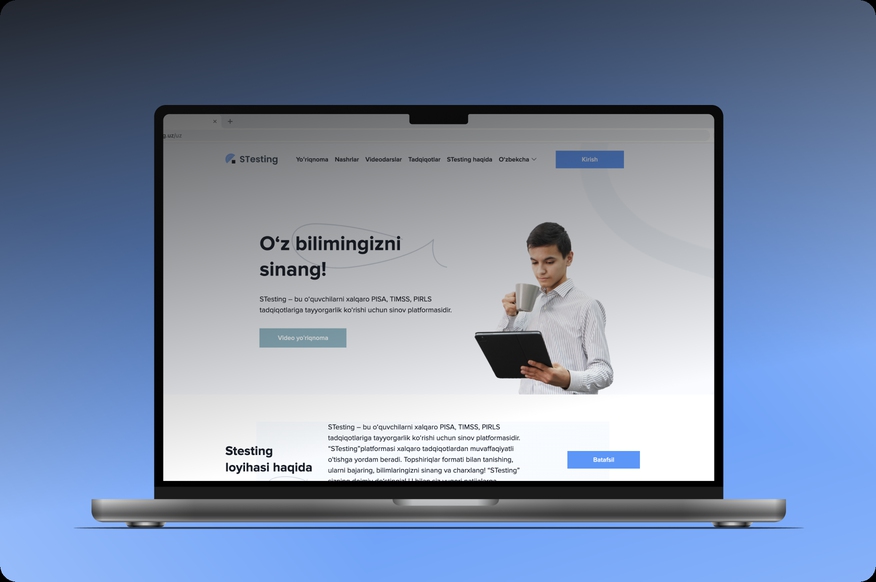 STesting
Yo'riqnoma Nashrlar Videodarslar Tadqiqotlar STesting haqida O'zbekcha
Kirish
O‘z bilimingizni
sinang!
STesting – bu o'quvchilarni xalqaro PISA, TIMSS, PIRLS
tadqiqotlariga tayyorgarlik ko'rishi uchun sinov platformasidir.
Video yo'riqnoma
Stesting
loyihasi haqida
STesting – bu o'quvchilarni xalqaro PISA, TIMSS, PIRLS
tadqiqotlariga tayyorgarlik ko'rishi uchun sinov platformasidir.
"STesting"platformasi xalqaro tadqiqotlardan muvaffaqiyatli
o'tishga yordam beradi. Topshiriqlar formati bilan tanishing,
ularni bajaring, bilimlaringizni sinang va charxlang! "STesting"
Batafsil